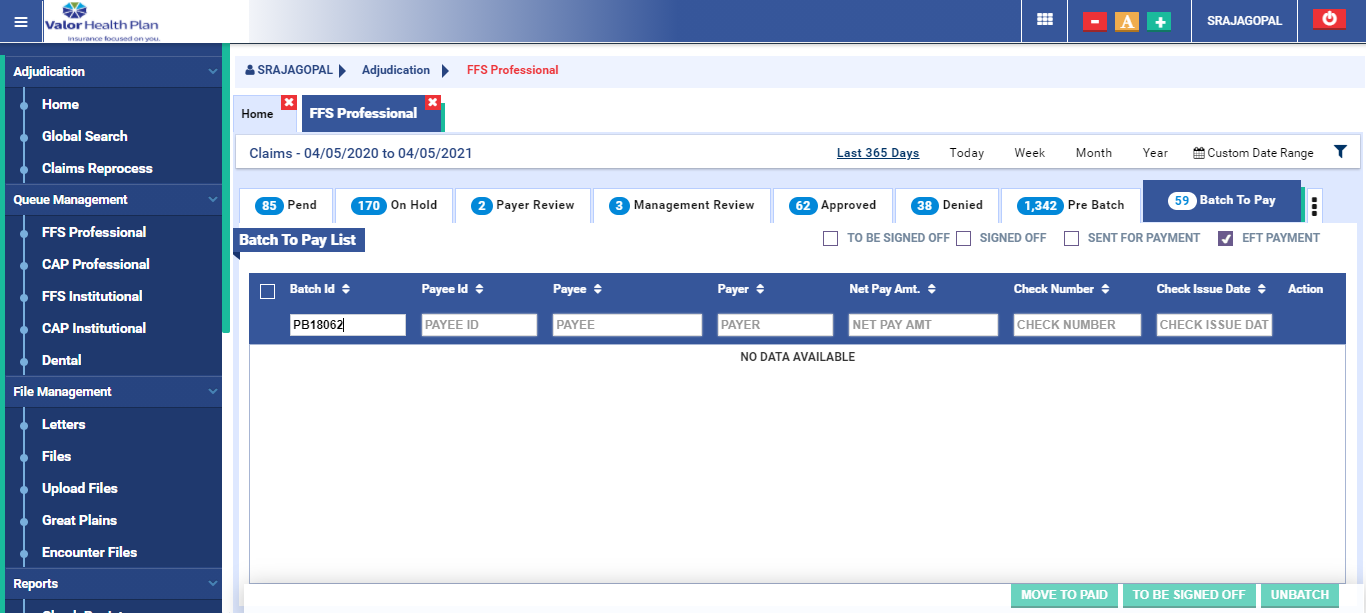 Valor Health Plan
Insurance focused on you.
A
SRAJAGOPAL
Adjudication
Home
Global Search
Claims Reprocess
Queue Management
FFS Professional
CAP Professional
FFS Institutional
CAP Institutional
Dental
File Management
Letters
Files
Upload Files
Great Plains
Encounter Files
Reports
SRAJAGOPAL Adjudication FFS Professional
Home FFS Professional
Claims - 04/05/2020 to 04/05/2021 Last 365 Days Today Week Month Year Custom Date Range
85 Pend 170 On Hold 2 Payer Review 3 Management Review 62 Approved 38 Denied 1,342 Pre Batch 59 Batch To Pay
Batch To Pay List TO BE SIGNED OFF SIGNED OFF SENT FOR PAYMENT EFT PAYMENT
Batch Id Payee Id Payee Payer Net Pay Amt. Check Number Check Issue Date Action
PB18062 PAYEE ID PAYEE PAYER NET PAY AMT CHECK NUMBER CHECK ISSUE DAT
NO DATA AVAILABLE
MOVE TO PAID TO BE SIGNED OFF UNBATCH